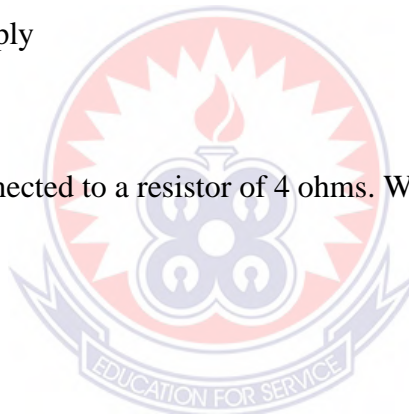 ply
nected to a resistor of 4 ohms. W
EDUCATION FOR SERVICE